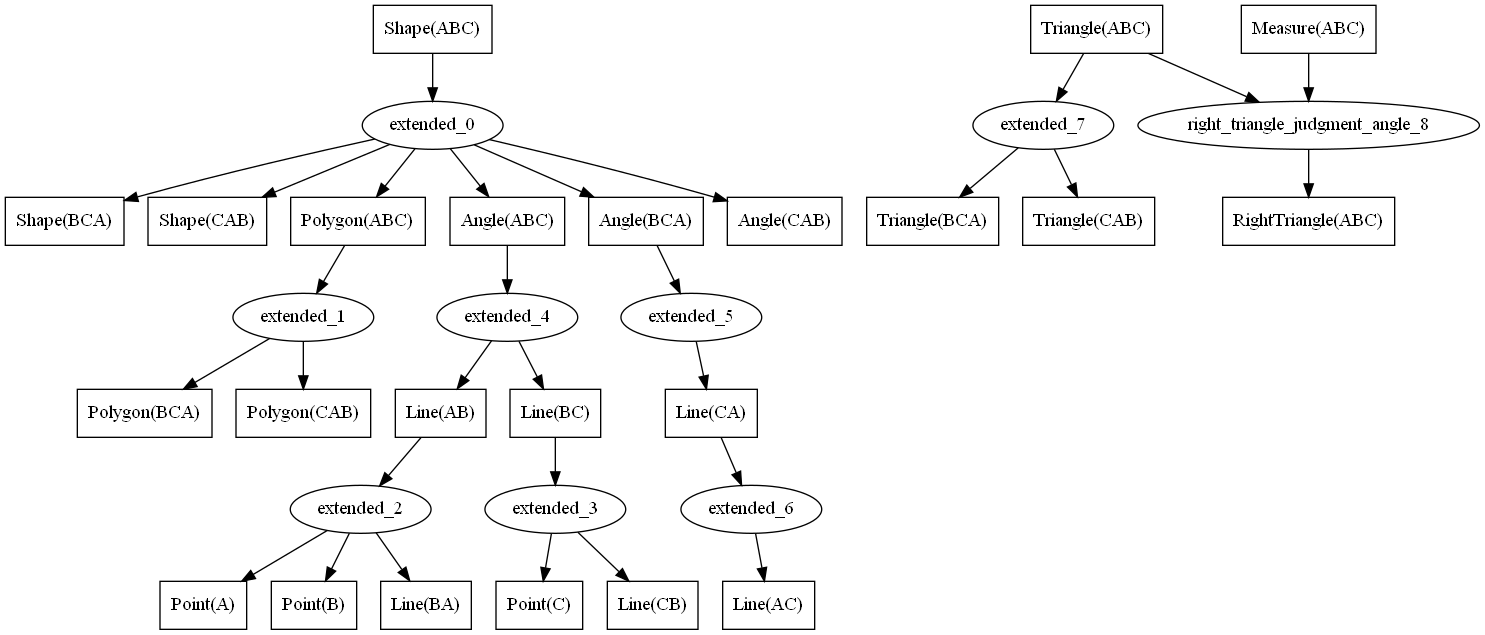 Shape(ABC)
Triangle(ABC)
Measure(ABC)
extended_0
extended_7
right_triangle_judgment_angle_8
Shape(BCA)
Shape(CAB)
Polygon(ABC)
Angle(ABC)
Angle(BCA)
Angle(CAB)
Triangle(BCA)
Triangle(CAB)
RightTriangle(ABC)
extended_1
extended_4
extended_5
Polygon(BCA)
Polygon(CAB)
Line(AB)
Line(BC)
Line(CA)
extended_2
extended_3
extended_6
Point(A)
Point(B)
Line(BA)
Point(C)
Line(CB)
Line(AC)